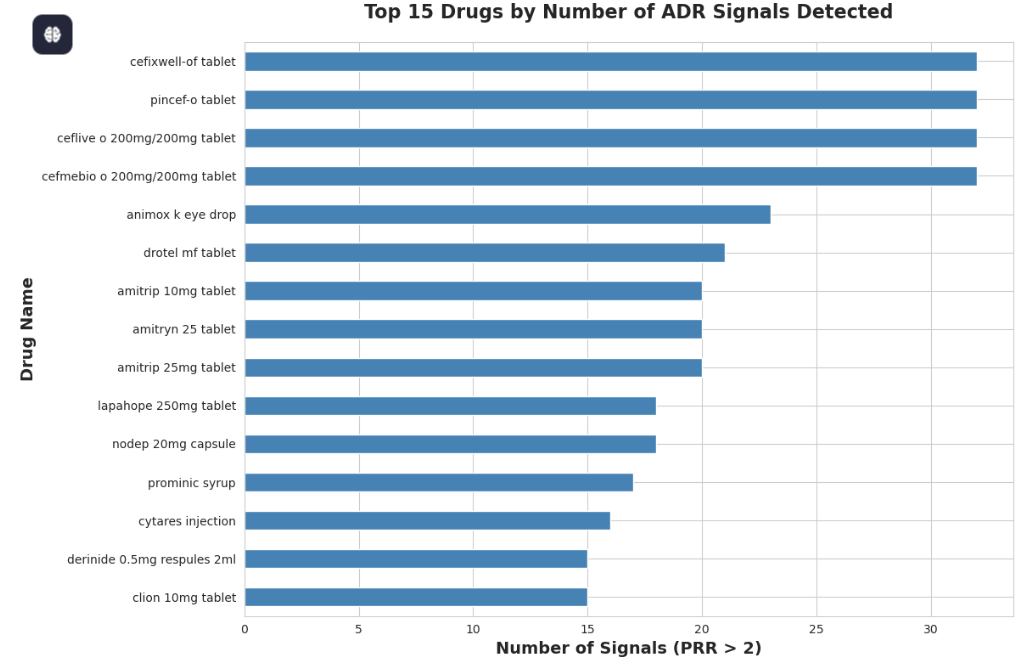 Top 15 Drugs by Number of ADR Signals Detected
Drug Name
cefixwell-of tablet
pincef-o tablet
ceflive o 200mg/200mg tablet
cefmebio o 200mg/200mg tablet
animox k eye drop
drotel mf tablet
amitrip 10mg tablet
amitryn 25 tablet
amitrip 25mg tablet
lapahope 250mg tablet
nodep 20mg capsule
prominic syrup
cytares injection
derinide 0.5mg respules 2ml
clion 10mg tablet
0 5 10 15 20 25 30
Number of Signals (PRR > 2)